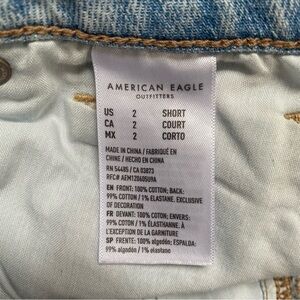 AMERICAN EAGLE
OUTFITTERS
US 2 SHORT
CA 2 COURT
MX 2 CORTO
MADE IN CHINA / FABRIQUÉ EN
CHINE / HECHO EN CHINA
RN 54485 / CA 03823
RFC# AEM120605U9A
EN FRONT: 100% COTTON; BACK:
99% COTTON / 1% ELASTANE. EXCLUSIVE
OF DECORATION
FR DEVANT: 100% COTON; ENVERS:
99% COTON / 1% ÉLASTHANNE. À
L'EXCEPTION DE LA GARNITURE
SP FRENTE: 100% algodón; ESPALDA:
99% algodón / 1% elastano